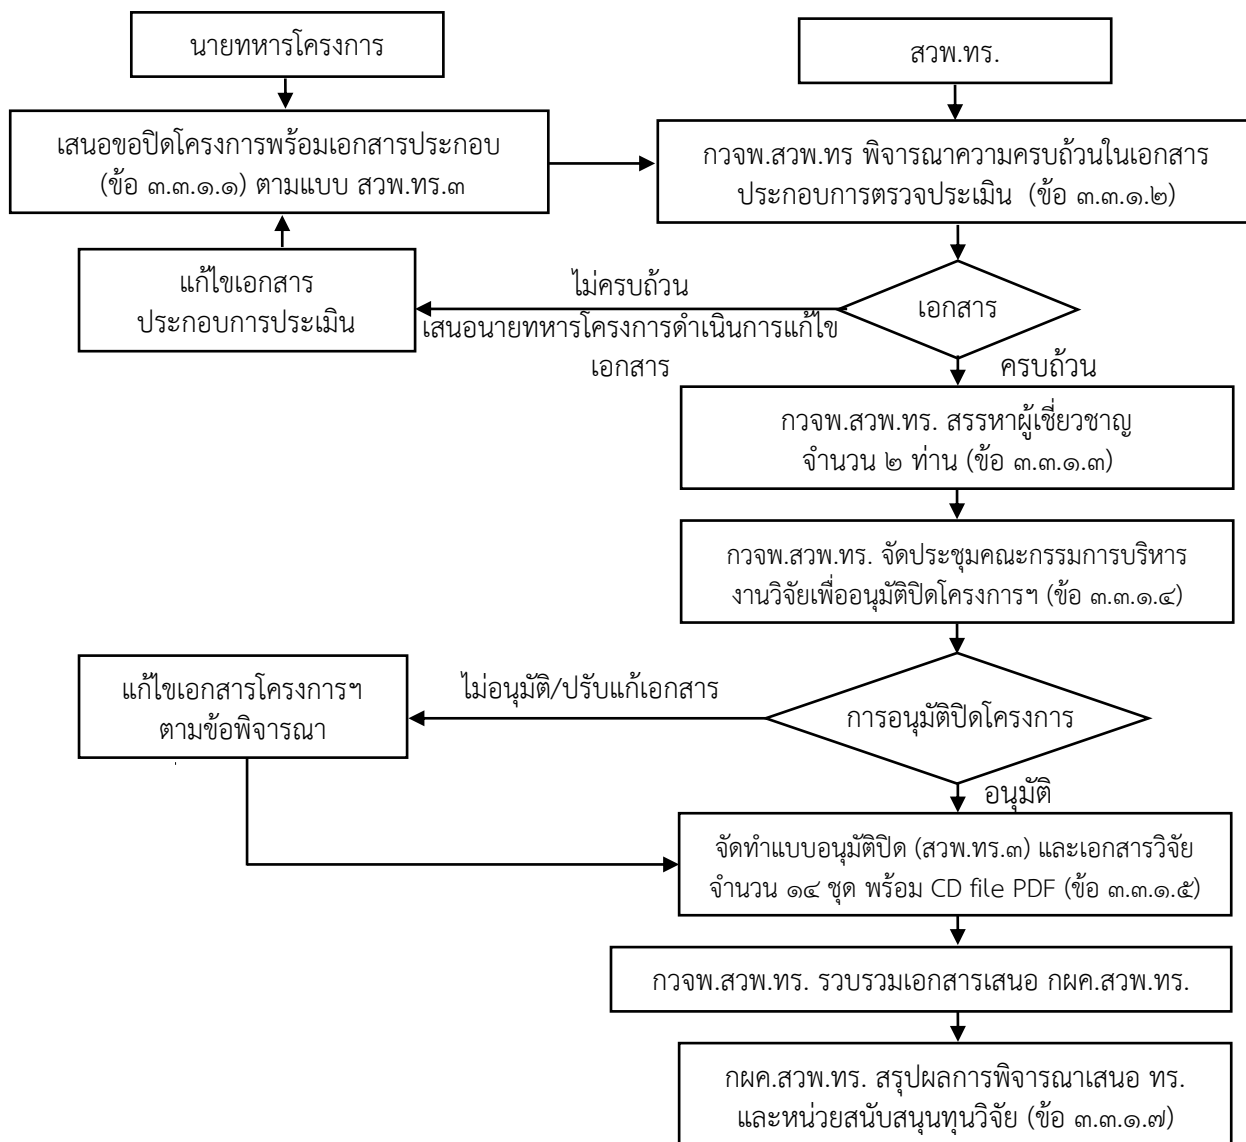 นายทหารโครงการ
สวพ.ทร.
เสนอขอปิดโครงการพร้อมเอกสารประกอบ
(ข้อ ๓.๓.๑.๑) ตามแบบ สวพ.ทร.๓
กวจพ.สวพ.ทร พิจารณาความครบถ้วนในเอกสาร
ประกอบการตรวจประเมิน (ข้อ ๓.๓.๑.๒)
แก้ไขเอกสาร
ประกอบการประเมิน
ไม่ครบถ้วน
เสนอนายทหารโครงการดำเนินการแก้ไข
เอกสาร
เอกสาร
ครบถ้วน
กวจพ.สวพ.ทร. สรรหาผู้เชี่ยวชาญ
จำนวน ๒ ท่าน (ข้อ ๓.๓.๑.๓)
กวจพ.สวพ.ทร. จัดประชุมคณะกรรมการบริหาร
งานวิจัยเพื่ออนุมัติปิดโครงการฯ (ข้อ ๓.๓.๑.๔)
แก้ไขเอกสารโครงการฯ
ตามข้อพิจารณา
ไม่อนุมัติ/ปรับแก้เอกสาร
การอนุมัติปิดโครงการ
อนุมัติ
จัดทำแบบอนุมัติปิด (สวพ.ทร.๓) และเอกสารวิจัย
จำนวน ๑๔ ชุด พร้อม CD file PDF (ข้อ ๓.๓.๑.๕)
กวจพ.สวพ.ทร. รวบรวมเอกสารเสนอ กผค.สวพ.ทร.
กผค.สวพ.ทร. สรุปผลการพิจารณาเสนอ ทร.
และหน่วยสนับสนุนทุนวิจัย (ข้อ ๓.๓.๑.๗)